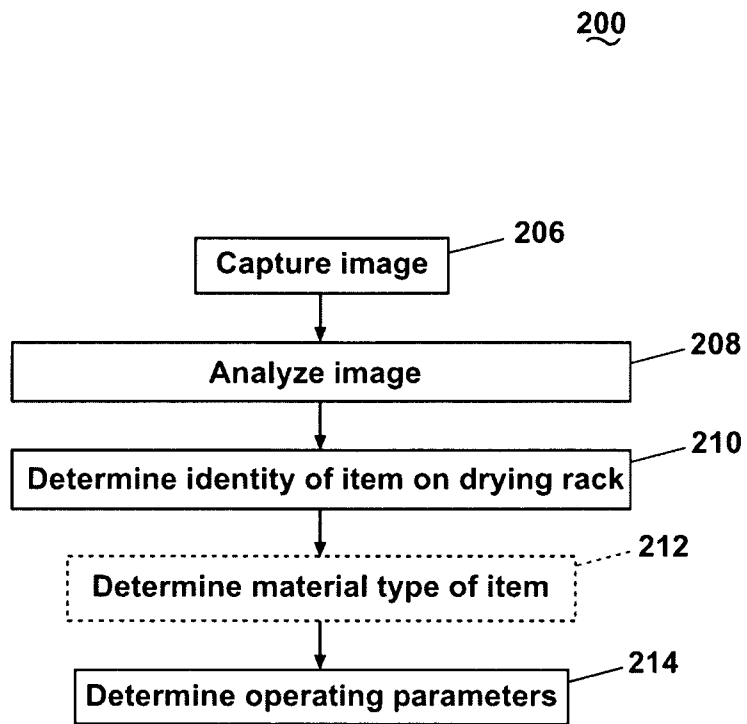 200
206
Capture image
208
Analyze image
210
Determine identity of item on drying rack
212
Determine material type of item
214
Determine operating parameters